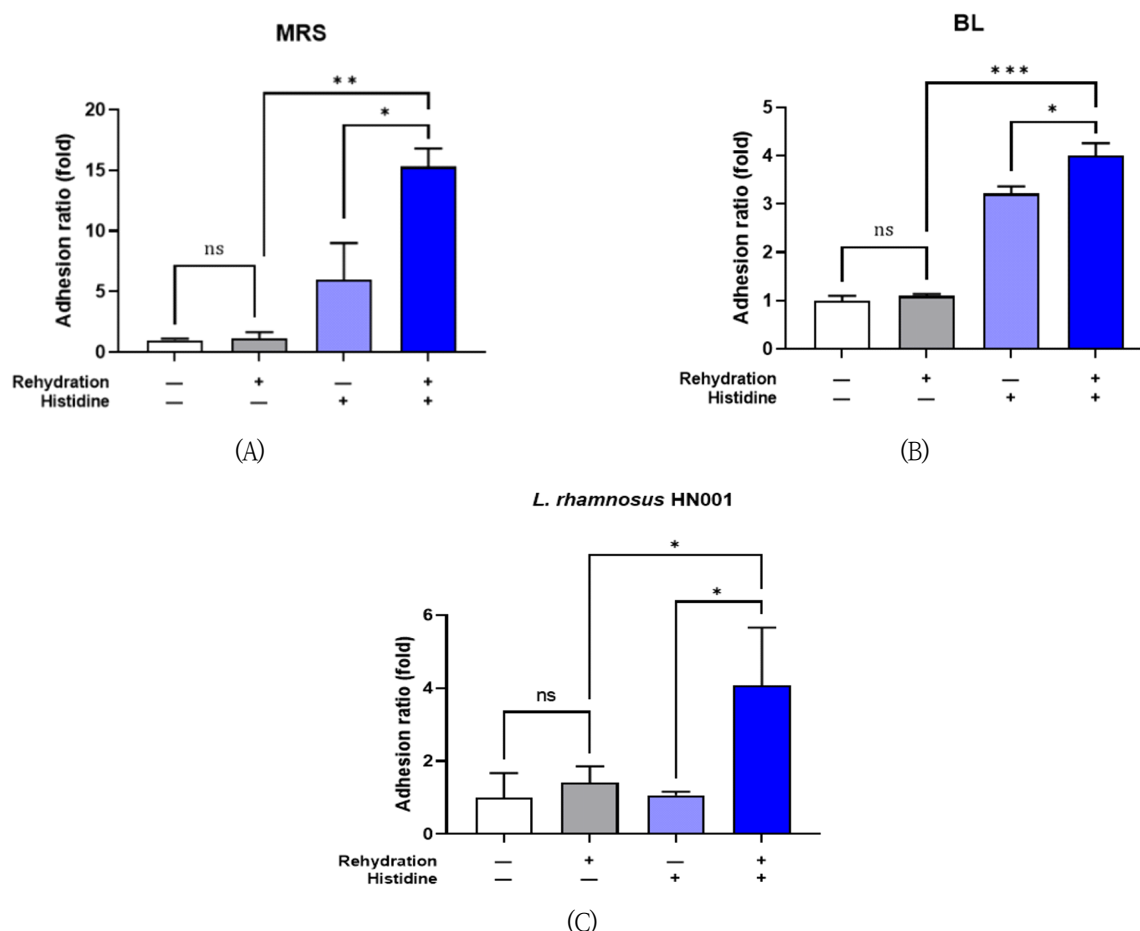 MRS
Adhesion ratio (fold)
20
15
10
5
0
**
*
ns
Rehydration — + — +
Histidine — — + +
(A)
BL
Adhesion ratio (fold)
5
4
3
2
1
0
***
*
ns
Rehydration — + — +
Histidine — — + +
(B)
L. rhamnosus HN001
Adhesion ratio (fold)
6
4
2
0
*
*
ns
Rehydration — + — +
Histidine — — + +
(C)